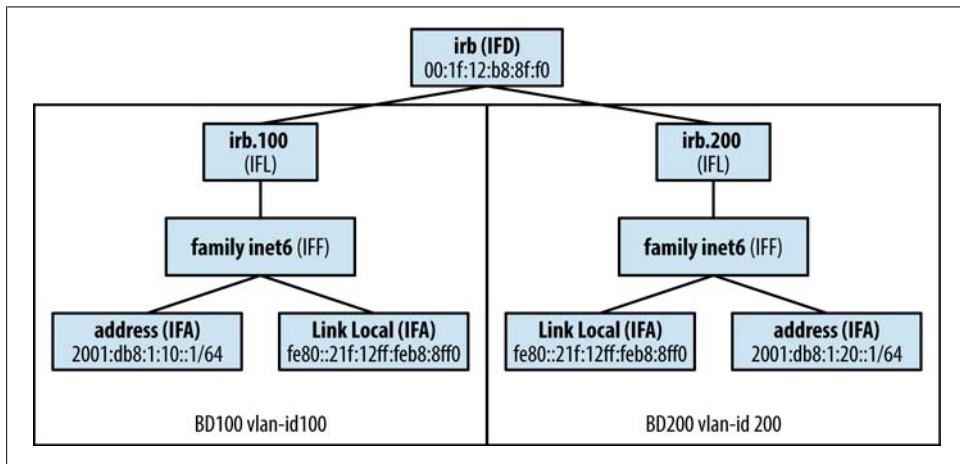 irb (IFD)
00:1f:12:b8:8f:f0
irb.100
(IFL)
family inet6 (IFF)
address (IFA)
2001:db8:1:10::1/64
Link Local (IFA)
fe80::21f:12ff:feb8:8ff0
BD100 vlan-id100
irb.200
(IFL)
family inet6 (IFF)
Link Local (IFA)
fe80::21f:12ff:feb8:8ff0
address (IFA)
2001:db8:1:20::1/64
BD200 vlan-id 200